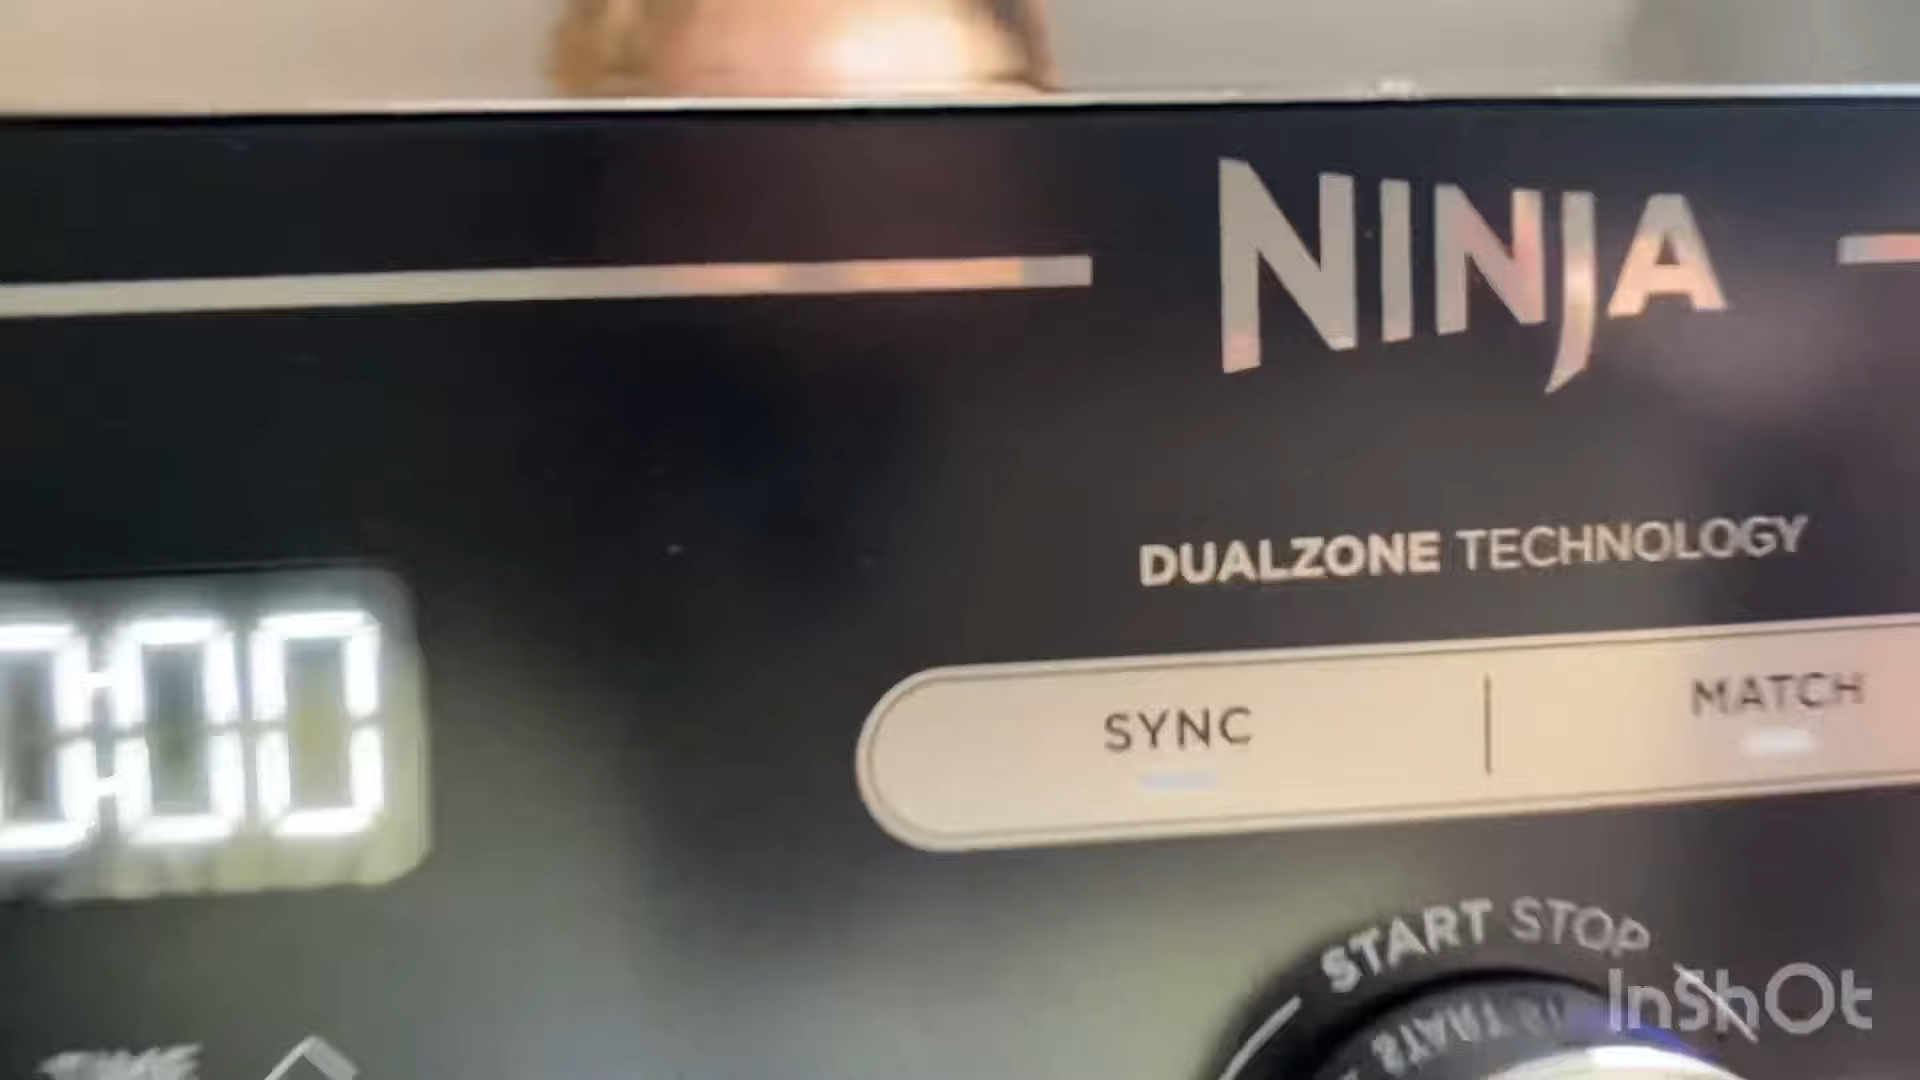 NINJA
DUALZONE TECHNOLOGY
0:00
SYNC
MATCH
START STOP
InShOt